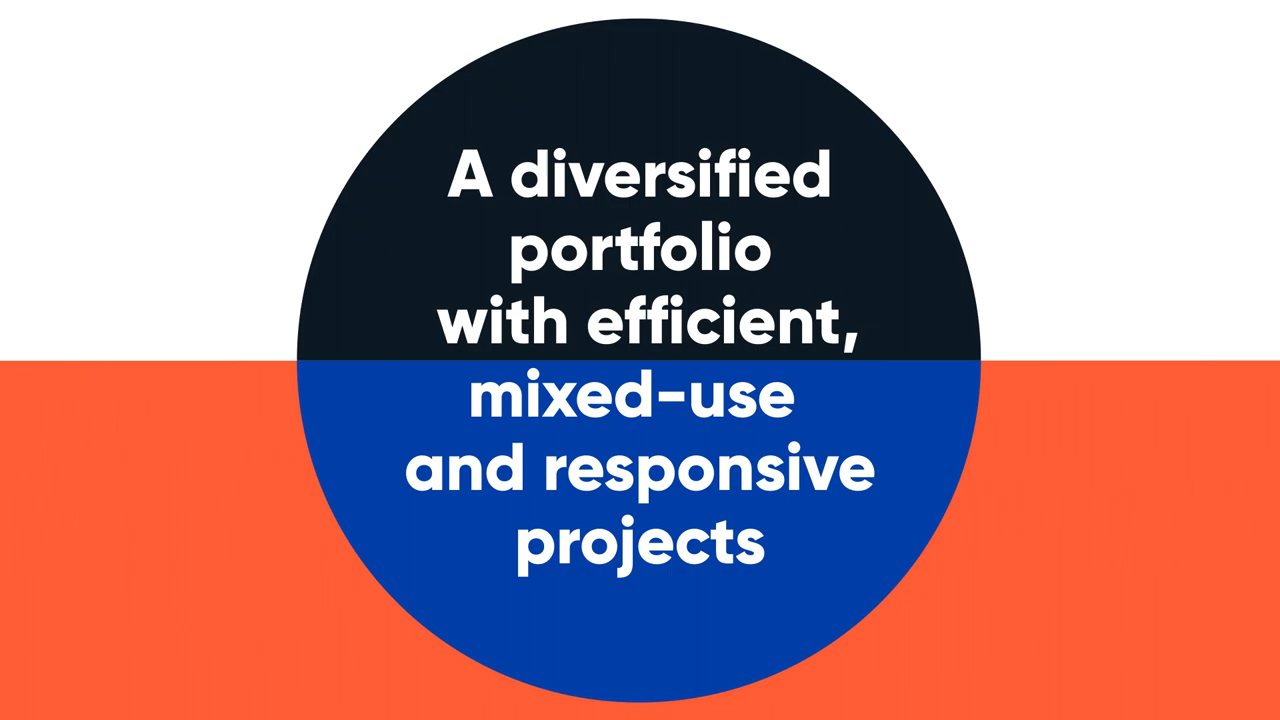 A diversified
portfolio
with efficient,
mixed-use
and responsive
projects